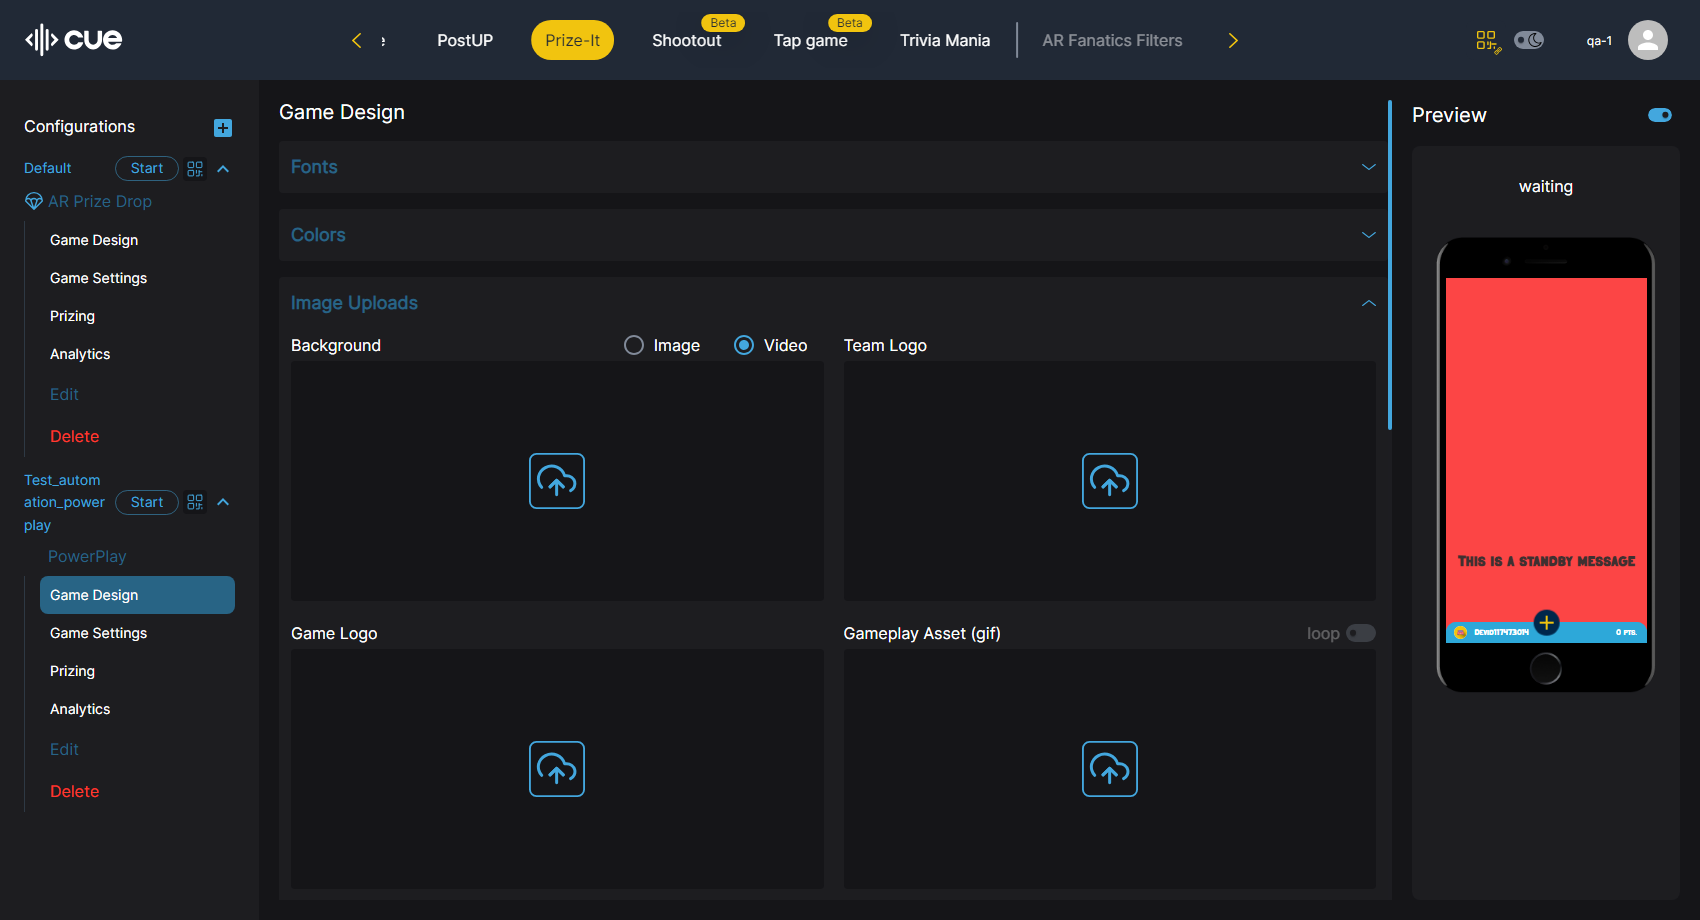 cue
PostUP
Prize-It
Shootout
Beta
Tap game
Beta
Trivia Mania
AR Fanatics Filters
qa-1
Configurations
Default
Start
AR Prize Drop
Game Design
Game Settings
Prizing
Analytics
Edit
Delete
Test_autom
ation_power
play
Start
PowerPlay
Game Design
Game Settings
Prizing
Analytics
Edit
Delete
Game Design
Fonts
Colors
Image Uploads
Background
Image
Video
Team Logo
Game Logo
Gameplay Asset (gif)
loop
Preview
waiting
THIS IS A STANDBY MESSAGE
0 PTS.